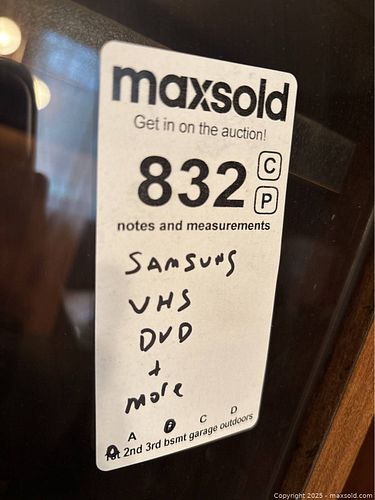 maxsold
Get in on the auction!
832 C
P
notes and measurements
SAMSUNG
VHS
DVD
+
more
A B C D
1st 2nd 3rd bsmt garage outdoors
Copyright 2025 - maxsold.com